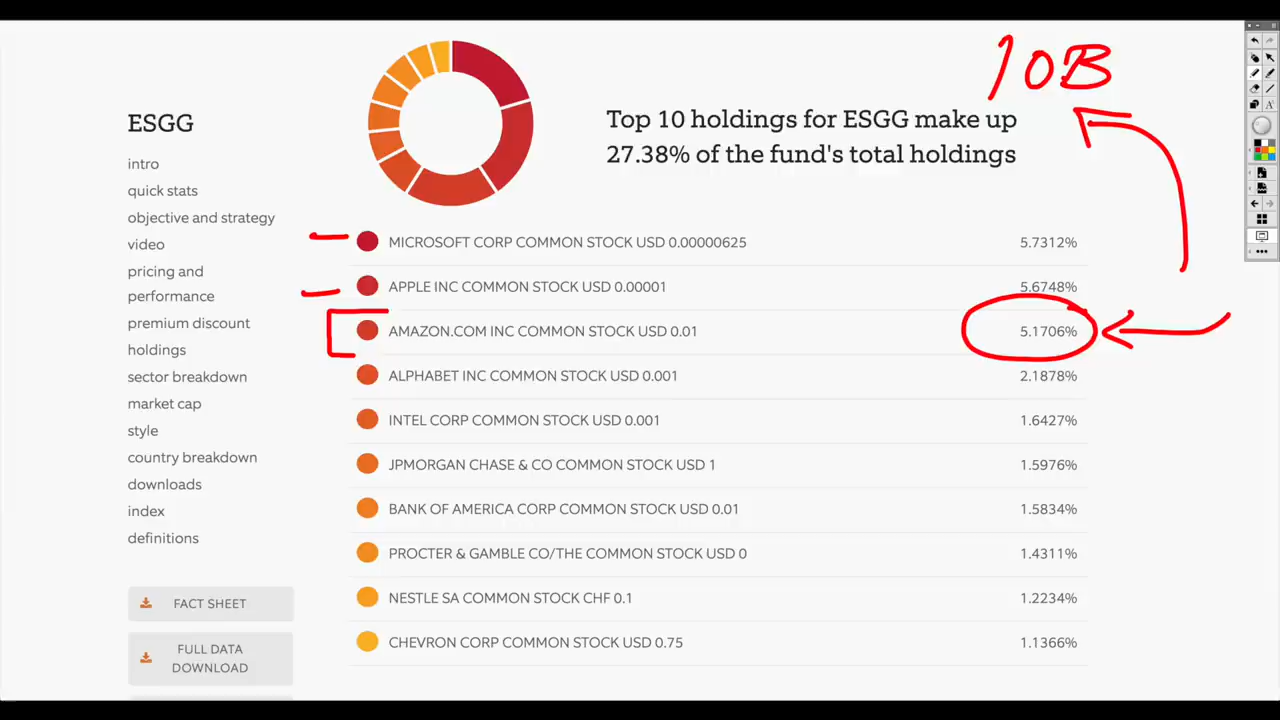 10B
ESGG
intro
quick stats
objective and strategy
video
pricing and
performance
premium discount
holdings
sector breakdown
market cap
style
country breakdown
downloads
index
definitions
FACT SHEET
FULL DATA
DOWNLOAD
Top 10 holdings for ESGG make up
27.38% of the fund's total holdings
MICROSOFT CORP COMMON STOCK USD 0.00000625 5.7312%
APPLE INC COMMON STOCK USD 0.00001 5.6748%
AMAZON.COM INC COMMON STOCK USD 0.01 5.1706%
ALPHABET INC COMMON STOCK USD 0.001 2.1878%
INTEL CORP COMMON STOCK USD 0.001 1.6427%
JPMORGAN CHASE & CO COMMON STOCK USD 1 1.5976%
BANK OF AMERICA CORP COMMON STOCK USD 0.01 1.5834%
PROCTER & GAMBLE CO/THE COMMON STOCK USD 0 1.4311%
NESTLE SA COMMON STOCK CHF 0.1 1.2234%
CHEVRON CORP COMMON STOCK USD 0.75 1.1366%